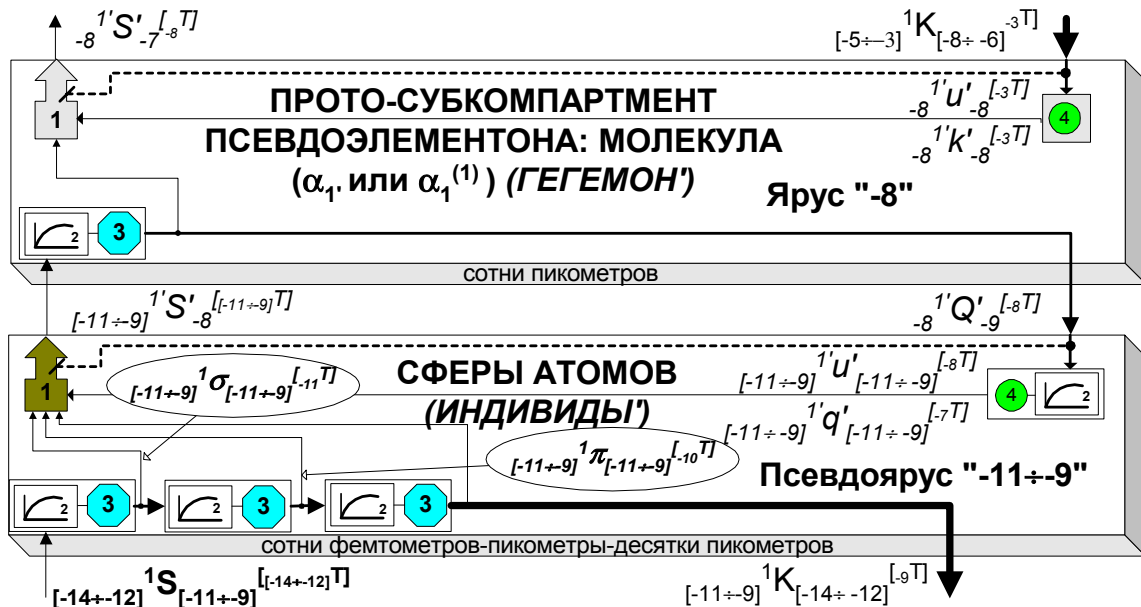 -8 1'S'-7 [-8T]
[-5÷-3] 1K[-8÷ -6] -3T]
ПРОТО-СУБКОМПАРТМЕНТ
ПСЕВДОЭЛЕМЕНТОНА: МОЛЕКУЛА
(α1' или α1(1) ) (ГЕГЕМОН')
-8 1'u'-8 [-3T]
-8 1'k'-8 [-3T]
1
4
Ярус "-8"
2 3
сотни пикометров
[-11÷-9] 1'S'-8 [[-11÷-9]T]
-8 1'Q'-9 [-8T]
СФЕРЫ АТОМОВ
(ИНДИВИДЫ')
[-11÷-9] 1σ[-11÷-9] [-11T]
[-11÷-9] 1'u'[-11÷ -9] [-8T]
1
4 2
[-11÷ -9] 1'q'[-11÷ -9] [-7T]
[-11÷-9] 1π[-11÷-9] [-10T]
Псевдоярус "-11÷-9"
2 3 2 3 2 3
сотни фемтометров-пикометры-десятки пикометров
[-14÷-12] 1S[-11÷-9] [[-14÷-12]T]
[-11÷-9] 1K[-14÷ -12] [-9T]